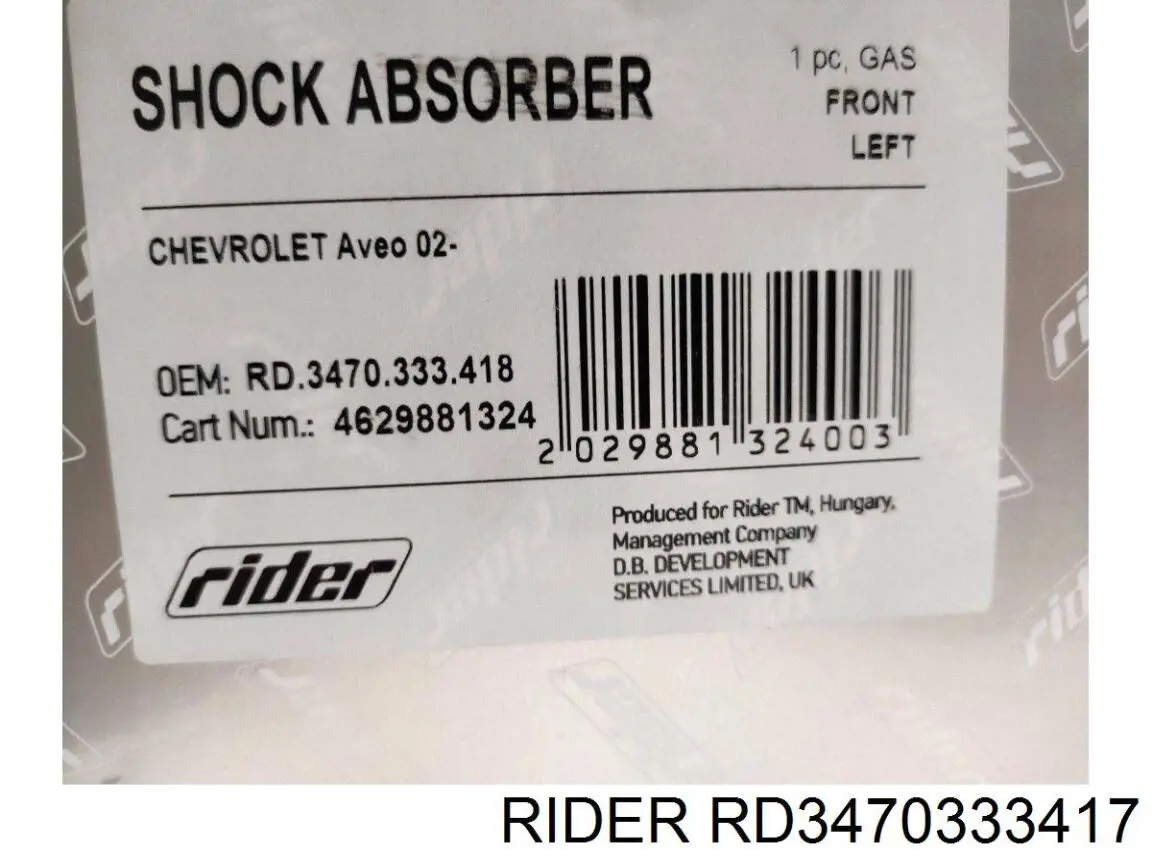 SHOCK ABSORBER
1 pc, GAS
FRONT
LEFT
CHEVROLET Aveo 02-
OEM: RD.3470.333.418
Cart Num.: 4629881324
2 029881 324003
Produced for Rider TM, Hungary,
Management Company
D.B. DEVELOPMENT
SERVICES LIMITED, UK
rider
RIDER RD3470333417